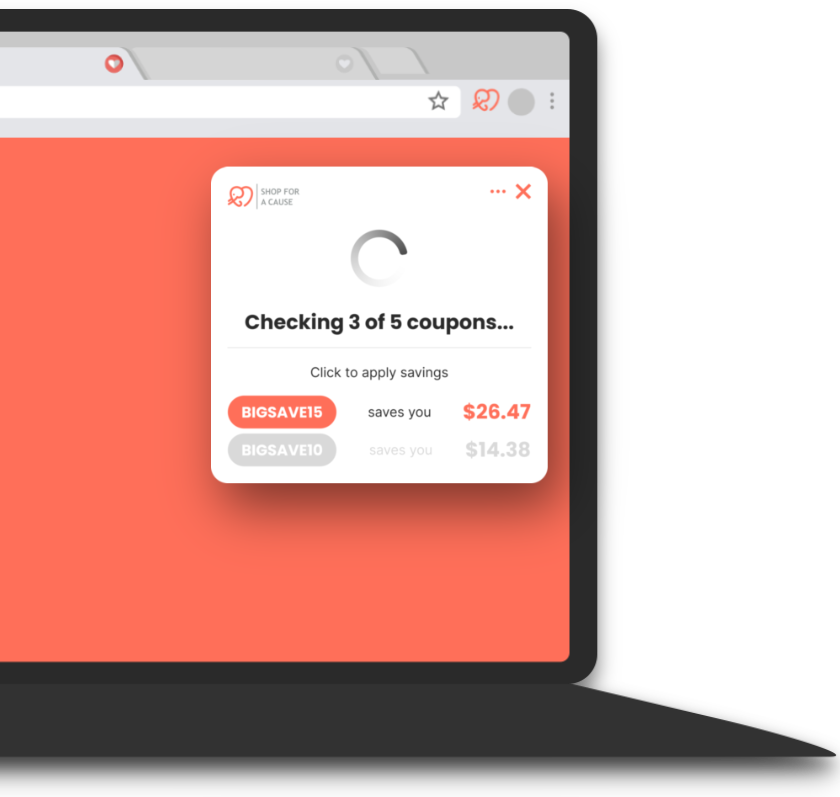 SHOP FOR
A CAUSE
Checking 3 of 5 coupons...
Click to apply savings
BIGSAVE15 saves you $26.47
BIGSAVE10 saves you $14.38